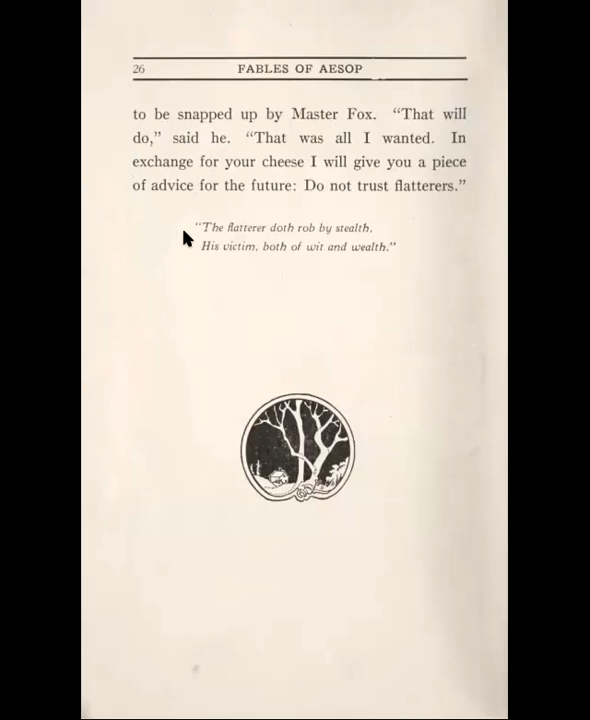 26 FABLES OF AESOP
to be snapped up by Master Fox. “That will
do,” said he. “That was all I wanted. In
exchange for your cheese I will give you a piece
of advice for the future: Do not trust flatterers.”
“The flatterer doth rob by stealth,
His victim, both of wit and wealth.”